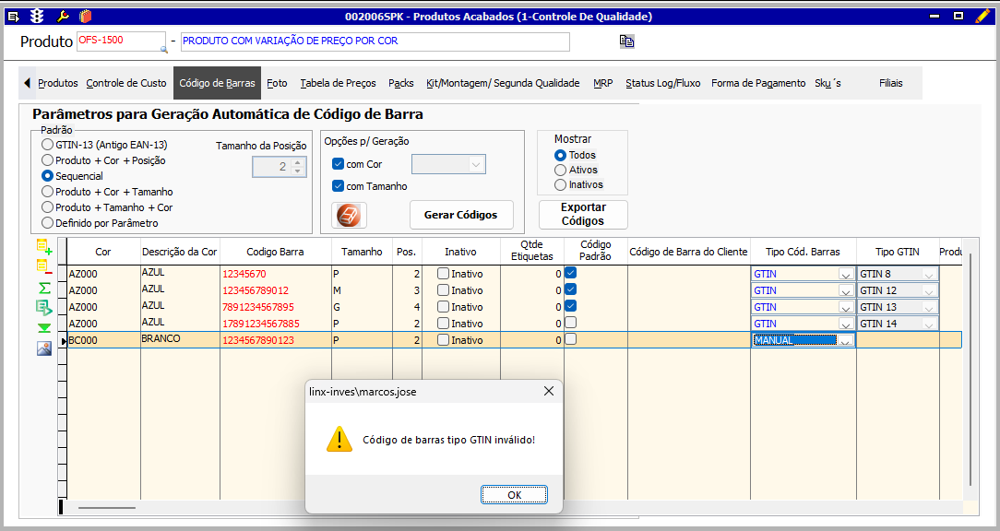 002006SPK - Produtos Acabados (1-Controle De Qualidade)
Produto OFS-1500 - PRODUTO COM VARIAÇÃO DE PREÇO POR COR
Produtos Controle de Custo Código de Barras Foto Tabela de Preços Packs Kit/Montagem/ Segunda Qualidade MRP Status Log/Fluxo Forma de Pagamento Sku´s Filiais
Parâmetros para Geração Automática de Código de Barra
Padrão
GTIN-13 (Antigo EAN-13)
Produto + Cor + Posição
Sequencial
Produto + Cor + Tamanho
Produto + Tamanho + Cor
Definido por Parâmetro
Tamanho da Posição
2
Opções p/ Geração
com Cor
com Tamanho
Gerar Códigos
Mostrar
Todos
Ativos
Inativos
Exportar
Códigos
Cor Descrição da Cor Codigo Barra Tamanho Pos. Inativo Qtde Etiquetas Código Padrão Código de Barra do Cliente Tipo Cód. Barras Tipo GTIN Produ
AZ000 AZUL 12345670 P 2 Inativo 0 GTIN GTIN 8
AZ000 AZUL 123456789012 M 3 Inativo 0 GTIN GTIN 12
AZ000 AZUL 7891234567895 G 4 Inativo 0 GTIN GTIN 13
AZ000 AZUL 17891234567885 P 2 Inativo 0 GTIN GTIN 14
BC000 BRANCO 1234567890123 P 2 Inativo 0 MANUAL
linx-inves\marcos.jose
Código de barras tipo GTIN inválido!
OK